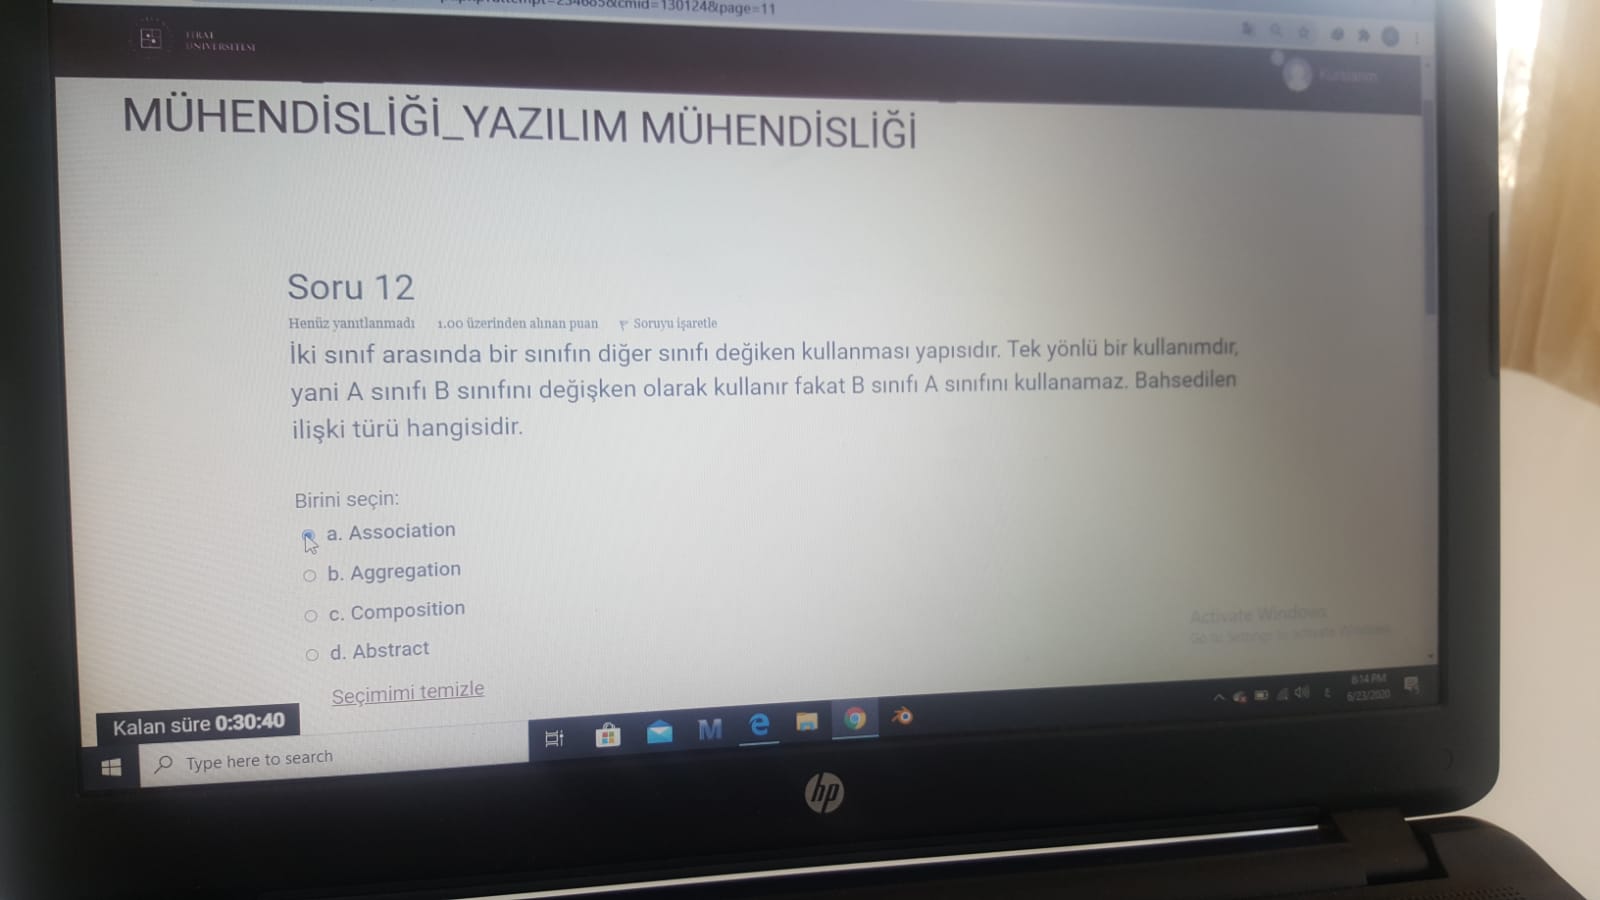 cmid=130124&page=11
FIRAT
ÜNİVERSİTESİ
Kurslarım
MÜHENDİSLİĞİ_YAZILIM MÜHENDİSLİĞİ
Soru 12
Henüz yanıtlanmadı 1.00 üzerinden alınan puan Soruyu işaretle
İki sınıf arasında bir sınıfın diğer sınıfı değiken kullanması yapısıdır. Tek yönlü bir kullanımdır,
yani A sınıfı B sınıfını değişken olarak kullanır fakat B sınıfı A sınıfını kullanamaz. Bahsedilen
ilişki türü hangisidir.
Birini seçin:
a. Association
b. Aggregation
c. Composition
d. Abstract
Seçimimi temizle
Activate Windows
Go to Settings to activate Windows.
Kalan süre 0:30:40
Type here to search
8:14 PM
6/23/2020
hp